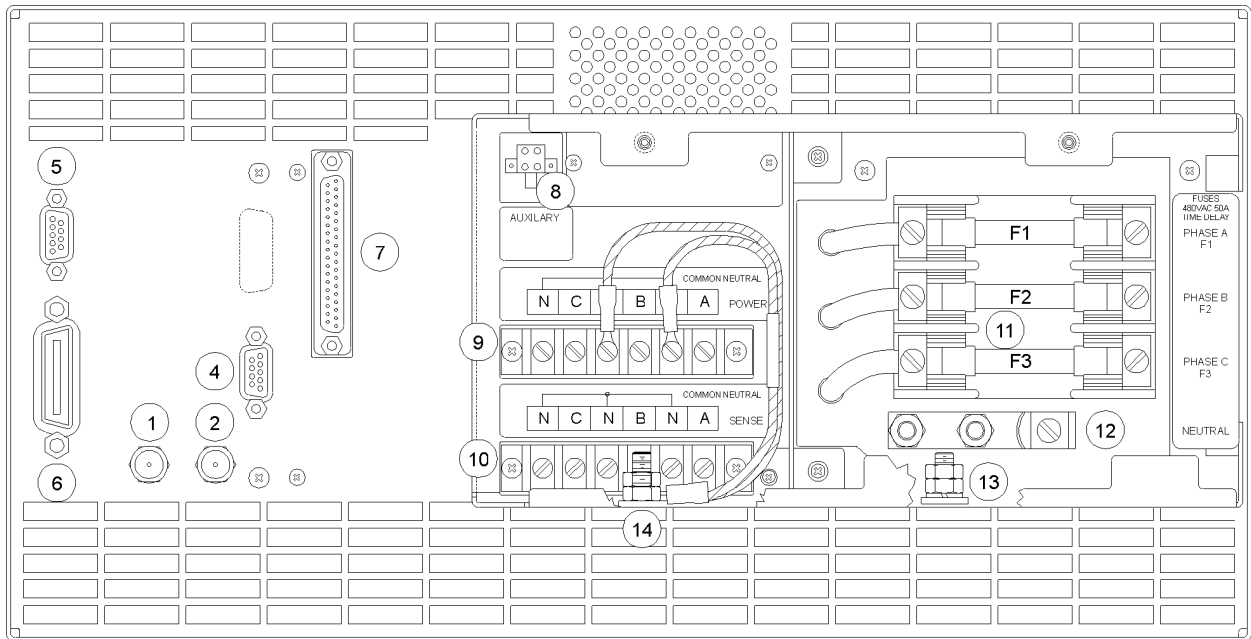 5
8
7
AUXILARY
COMMON NEUTRAL
N C B A POWER
9
4
COMMON NEUTRAL
N C N B N A SENSE
1
2
10
6
14
FUSES
480VAC 50A
TIME DELAY
PHASE A
F1
F1
PHASE B
F2
F2
11
PHASE C
F3
F3
12
NEUTRAL
13